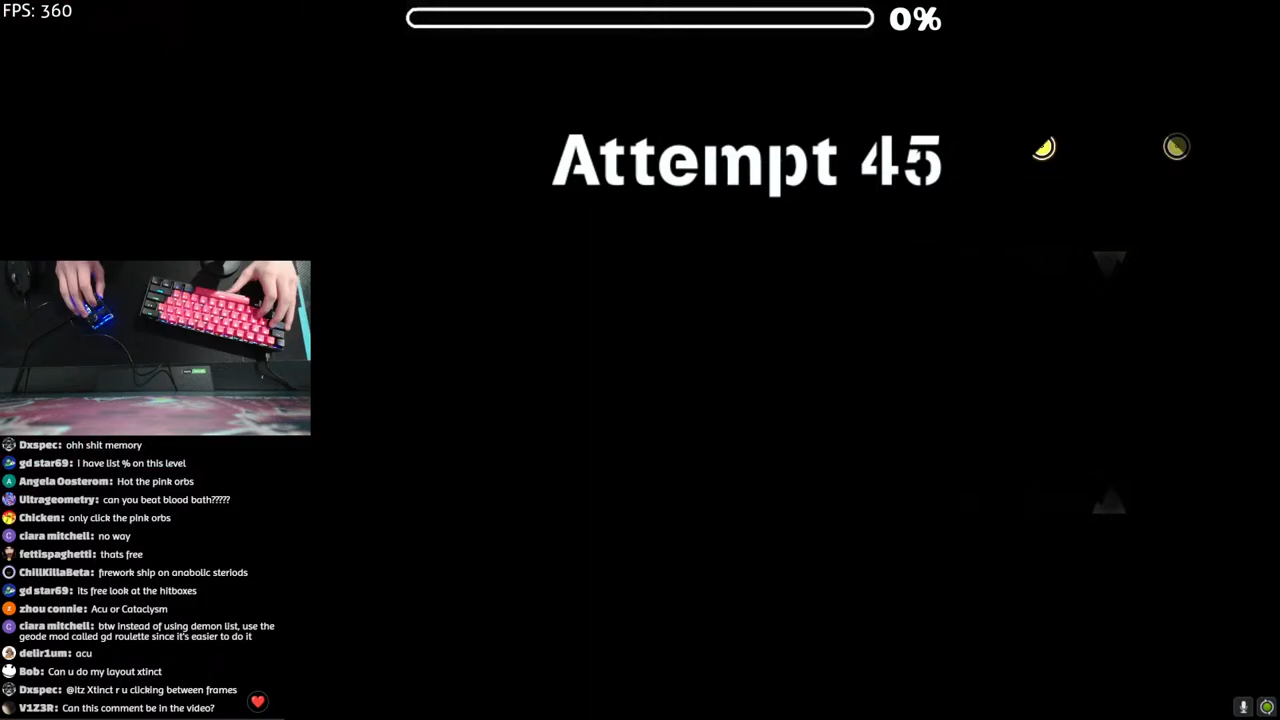 FPS: 360
0%
Attempt 45
Dxspec: ohh shit memory
gd star69: I have list % on this level
Angela Oosterom: Hot the pink orbs
Ultrageometry: can you beat blood bath?????
Chicken: only click the pink orbs
ciara mitchell: no way
fettispaghetti: thats free
ChillKillaBeta: firework ship on anabolic steriods
gd star69: its free look at the hitboxes
zhou connie: Acu or Cataclysm
ciara mitchell: btw instead of using demon list, use the
geode mod called gd roulette since it's easier to do it
delir1um: acu
Bob: Can u do my layout xtinct
Dxspec: @Itz Xtinct r u clicking between frames
V1Z3R: Can this comment be in the video?